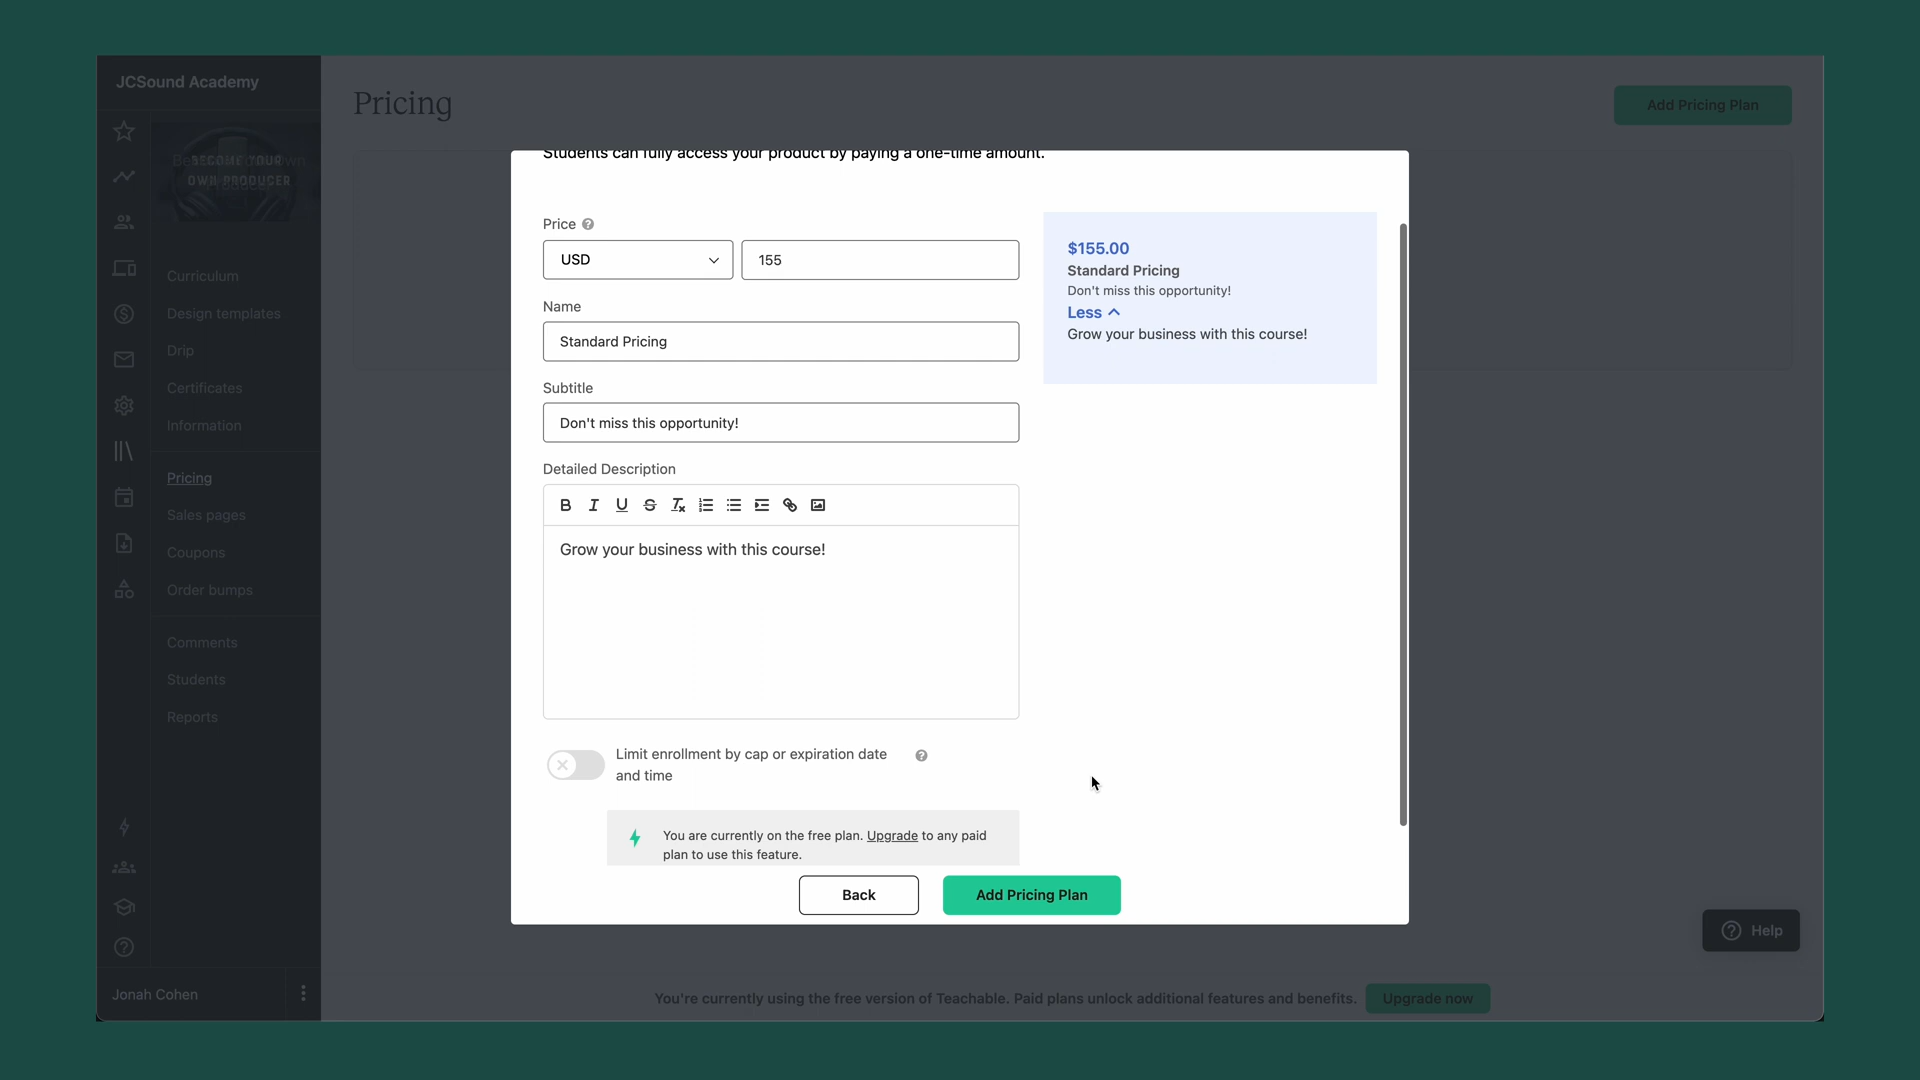 JCSound Academy
BECOME YOUR
OWN PRODUCER
Curriculum
Design templates
Drip
Certificates
Information
Pricing
Sales pages
Coupons
Order bumps
Comments
Students
Reports
Jonah Cohen
Pricing
Add Pricing Plan
Students can fully access your product by paying a one-time amount.
Price
USD
155
Name
Standard Pricing
Subtitle
Don't miss this opportunity!
Detailed Description
Grow your business with this course!
Limit enrollment by cap or expiration date
and time
You are currently on the free plan. Upgrade to any paid
plan to use this feature.
Back
Add Pricing Plan
$155.00
Standard Pricing
Don't miss this opportunity!
Less
Grow your business with this course!
Help
You're currently using the free version of Teachable. Paid plans unlock additional features and benefits.
Upgrade now